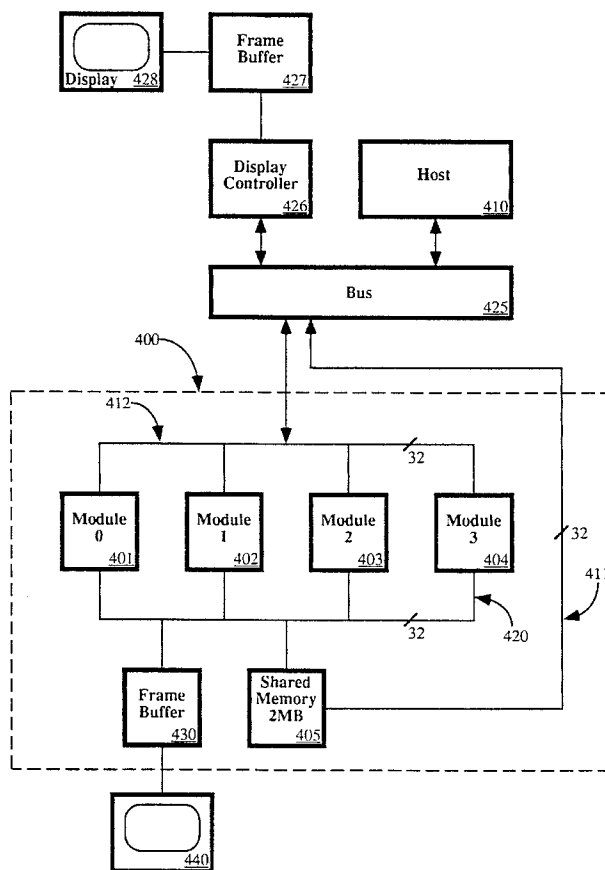 Display 428
Frame
Buffer
427
Display
Controller
426
Host
410
Bus
425
400
412
32
Module
0
401
Module
1
402
Module
2
403
Module
3
404
32
411
32
420
Frame
Buffer
430
Shared
Memory
2MB
405
440